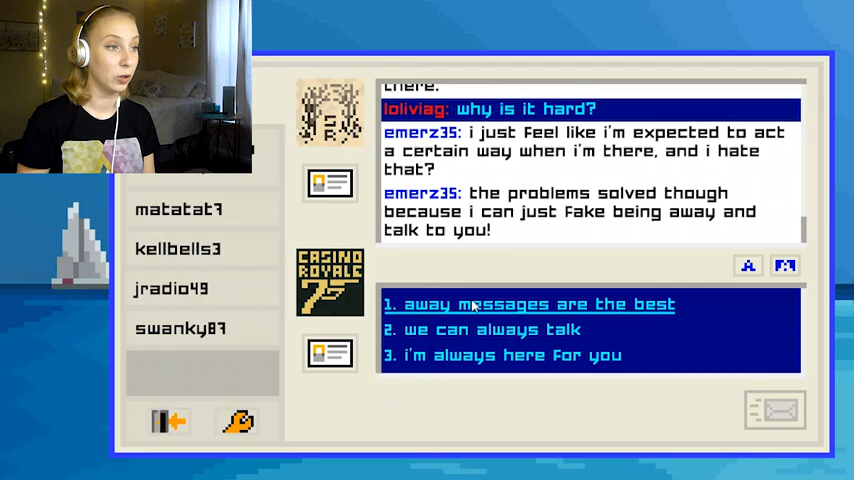 there.
loliviag: why is it hard?
emerz35: i just feel like i'm expected to act
a certain way when i'm there, and i hate
that?
emerz35: the problems solved though
because i can just fake being away and
talk to you!
matatat7
kellbells3
jradio49
swanky87
CASINO
ROYALE
7
A
1. away messages are the best
2. we can always talk
3. i'm always here for you